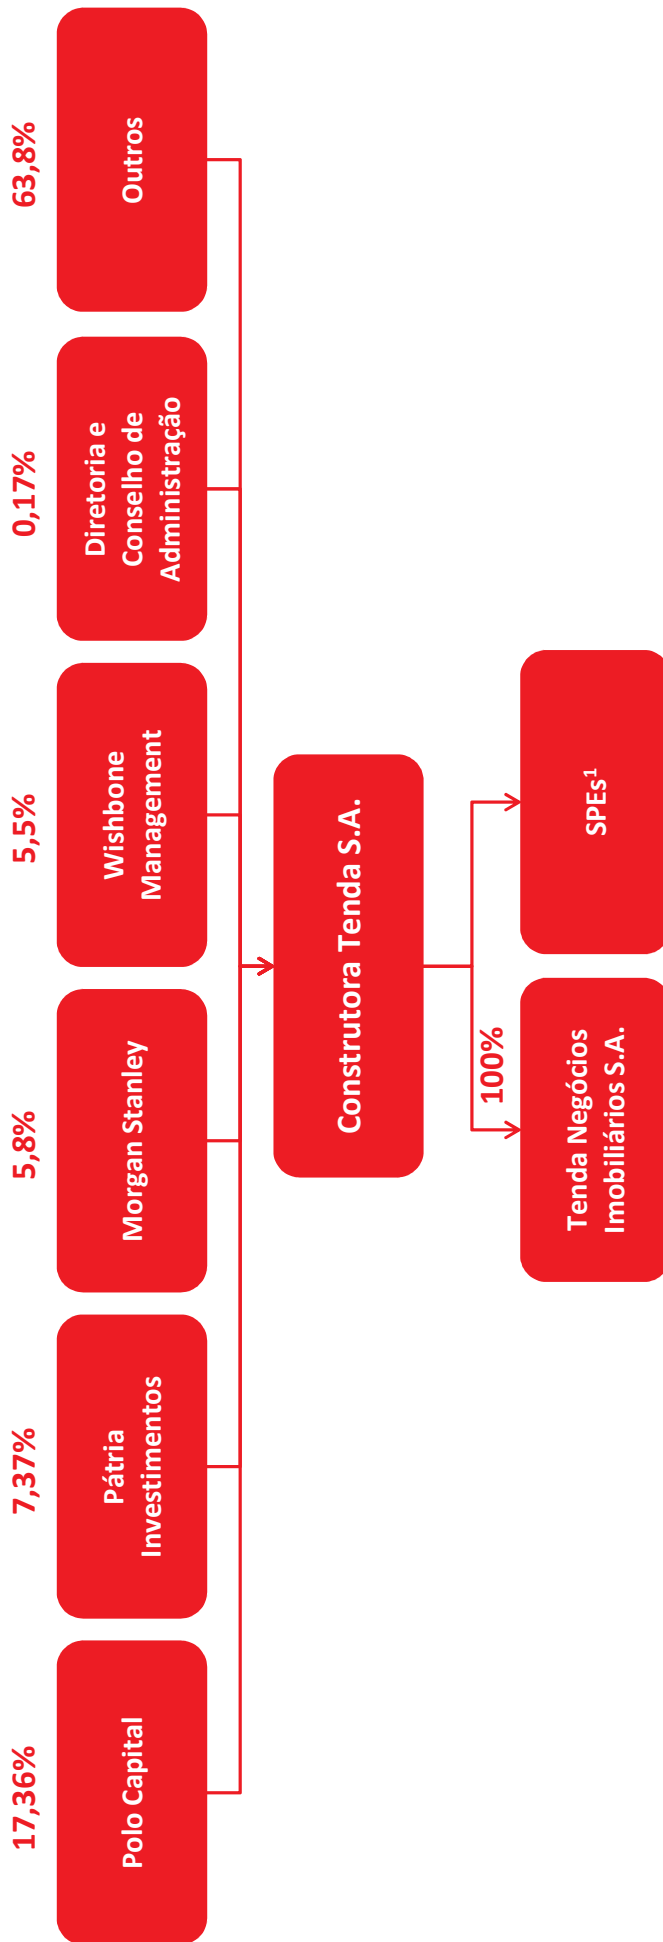 17,36%
7,37%
5,8%
5,5%
0,17%
63,8%
Polo Capital
Pátria
Investimentos
Morgan Stanley
Wishbone
Management
Diretoria e
Conselho de
Administração
Outros
Construtora Tenda S.A.
100%
Tenda Negócios
Imobiliários S.A.
SPEs¹